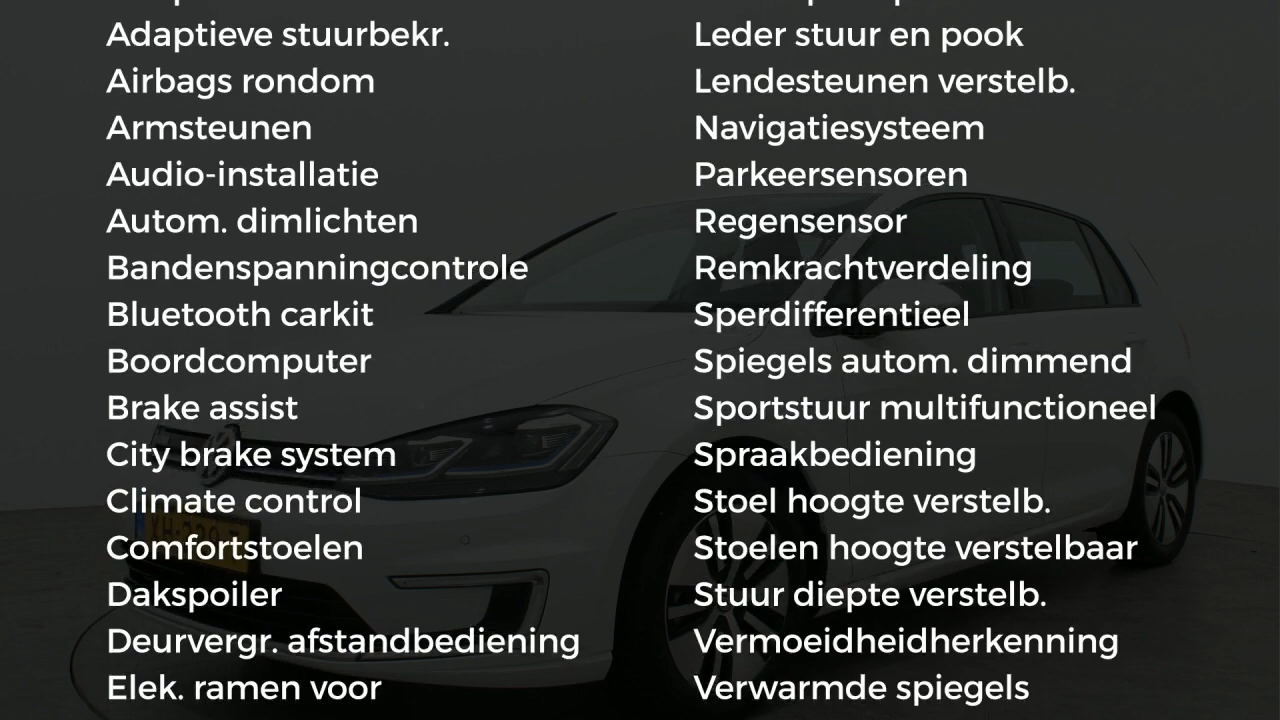 Adaptieve stuurbekr.
Airbags rondom
Armsteunen
Audio-installatie
Autom. dimlichten
Bandenspanningcontrole
Bluetooth carkit
Boordcomputer
Brake assist
City brake system
Climate control
Comfortstoelen
Dakspoiler
Deurvergr. afstandbediening
Elek. ramen voor
Leder stuur en pook
Lendesteunen verstelb.
Navigatiesysteem
Parkeersensoren
Regensensor
Remkrachtverdeling
Sperdifferentieel
Spiegels autom. dimmend
Sportstuur multifunctioneel
Spraakbediening
Stoel hoogte verstelb.
Stoelen hoogte verstelbaar
Stuur diepte verstelb.
Vermoeidheidherkenning
Verwarmde spiegels